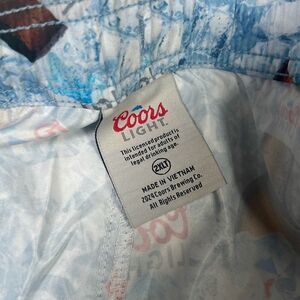 Coors
LIGHT
This licensed product is
intended for adults of
legal drinking age.
2XLT
MADE IN VIETNAM
2024 Coors Brewing Co.
All Rights Reserved